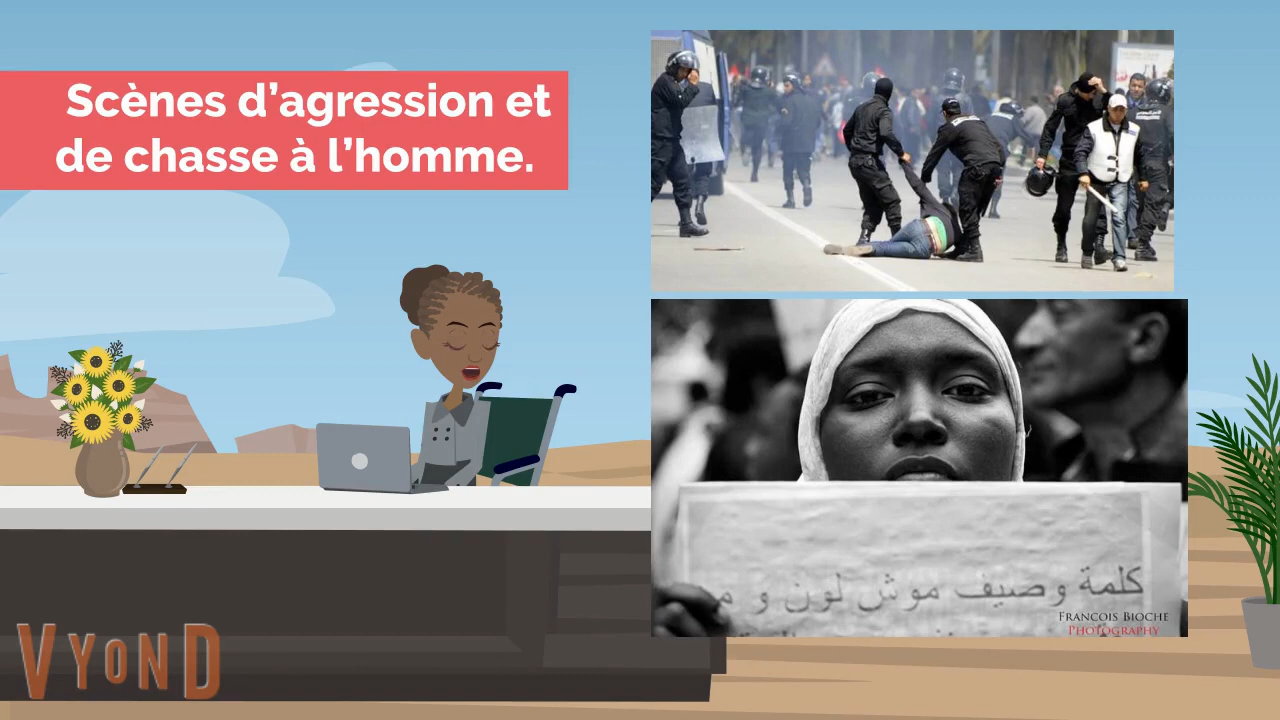 Scènes d’agression et
de chasse à l’homme.
كلمة وصيف موش لون و
FRANCOIS BIOCHE
PHOTOGRAPHY
VYOND